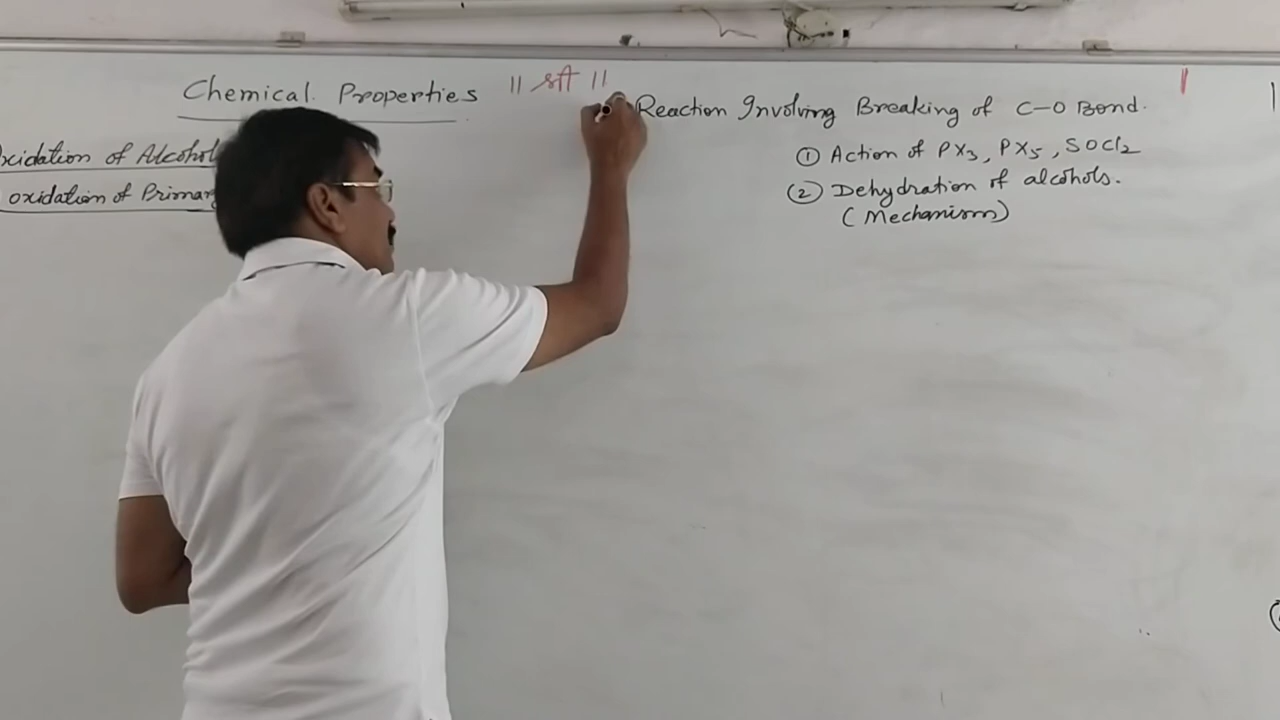 Chemical Properties
|| श्री ||
Oxidation of Alcohol
oxidation of Primar
Reaction Involving Breaking of C-O Bond.
① Action of PX₃, PX₅, SOCl₂
② Dehydration of alcohols.
(Mechanism)